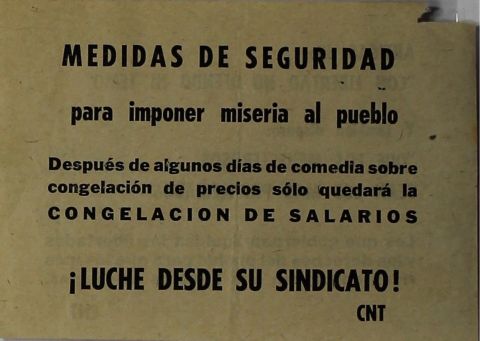 MEDIDAS DE SEGURIDAD
para imponer miseria al pueblo
Después de algunos días de comedia sobre
congelación de precios sólo quedará la
CONGELACION DE SALARIOS
¡LUCHE DESDE SU SINDICATO!
CNT